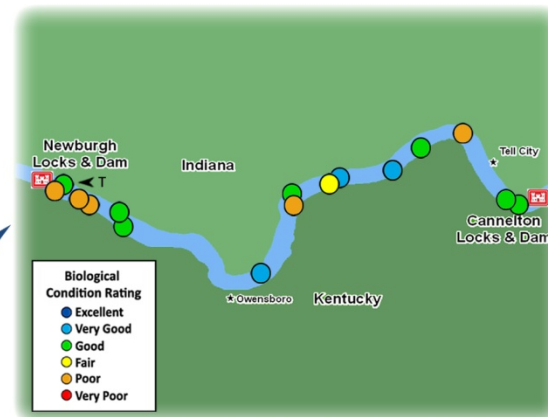 Newburgh
Locks & Dam
T
Indiana
Tell City
Cannelton
Locks & Dam
Owensboro
Kentucky
Biological
Condition Rating
Excellent
Very Good
Good
Fair
Poor
Very Poor